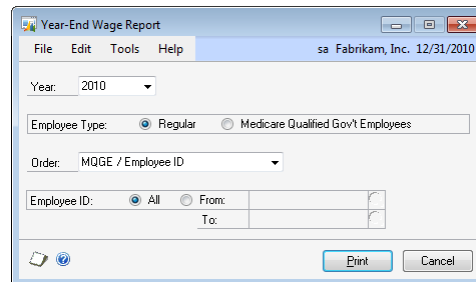 Year-End Wage Report
File Edit Tools Help sa Fabrikam, Inc. 12/31/2010
Year: 2010
Employee Type: Regular Medicare Qualified Gov't Employees
Order: MQGE / Employee ID
Employee ID: All From:
To:
Print Cancel